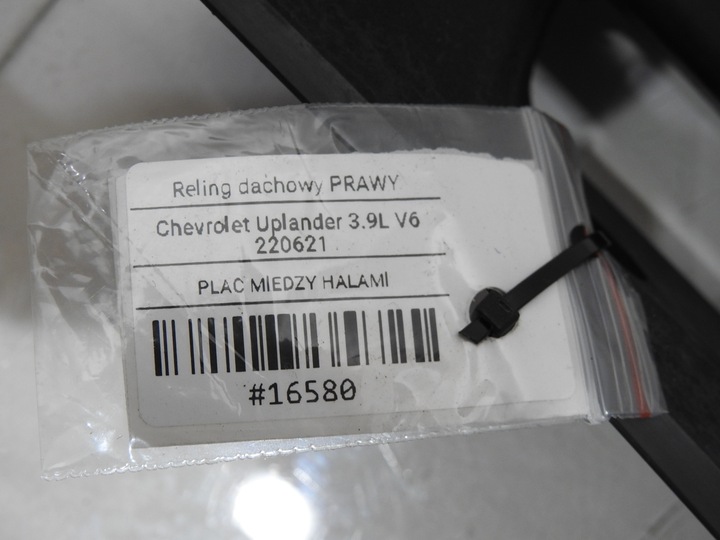 Reling dachowy PRAWY
Chevrolet Uplander 3.9L V6
220621
PLAC MIEDZY HALAMI
#16580